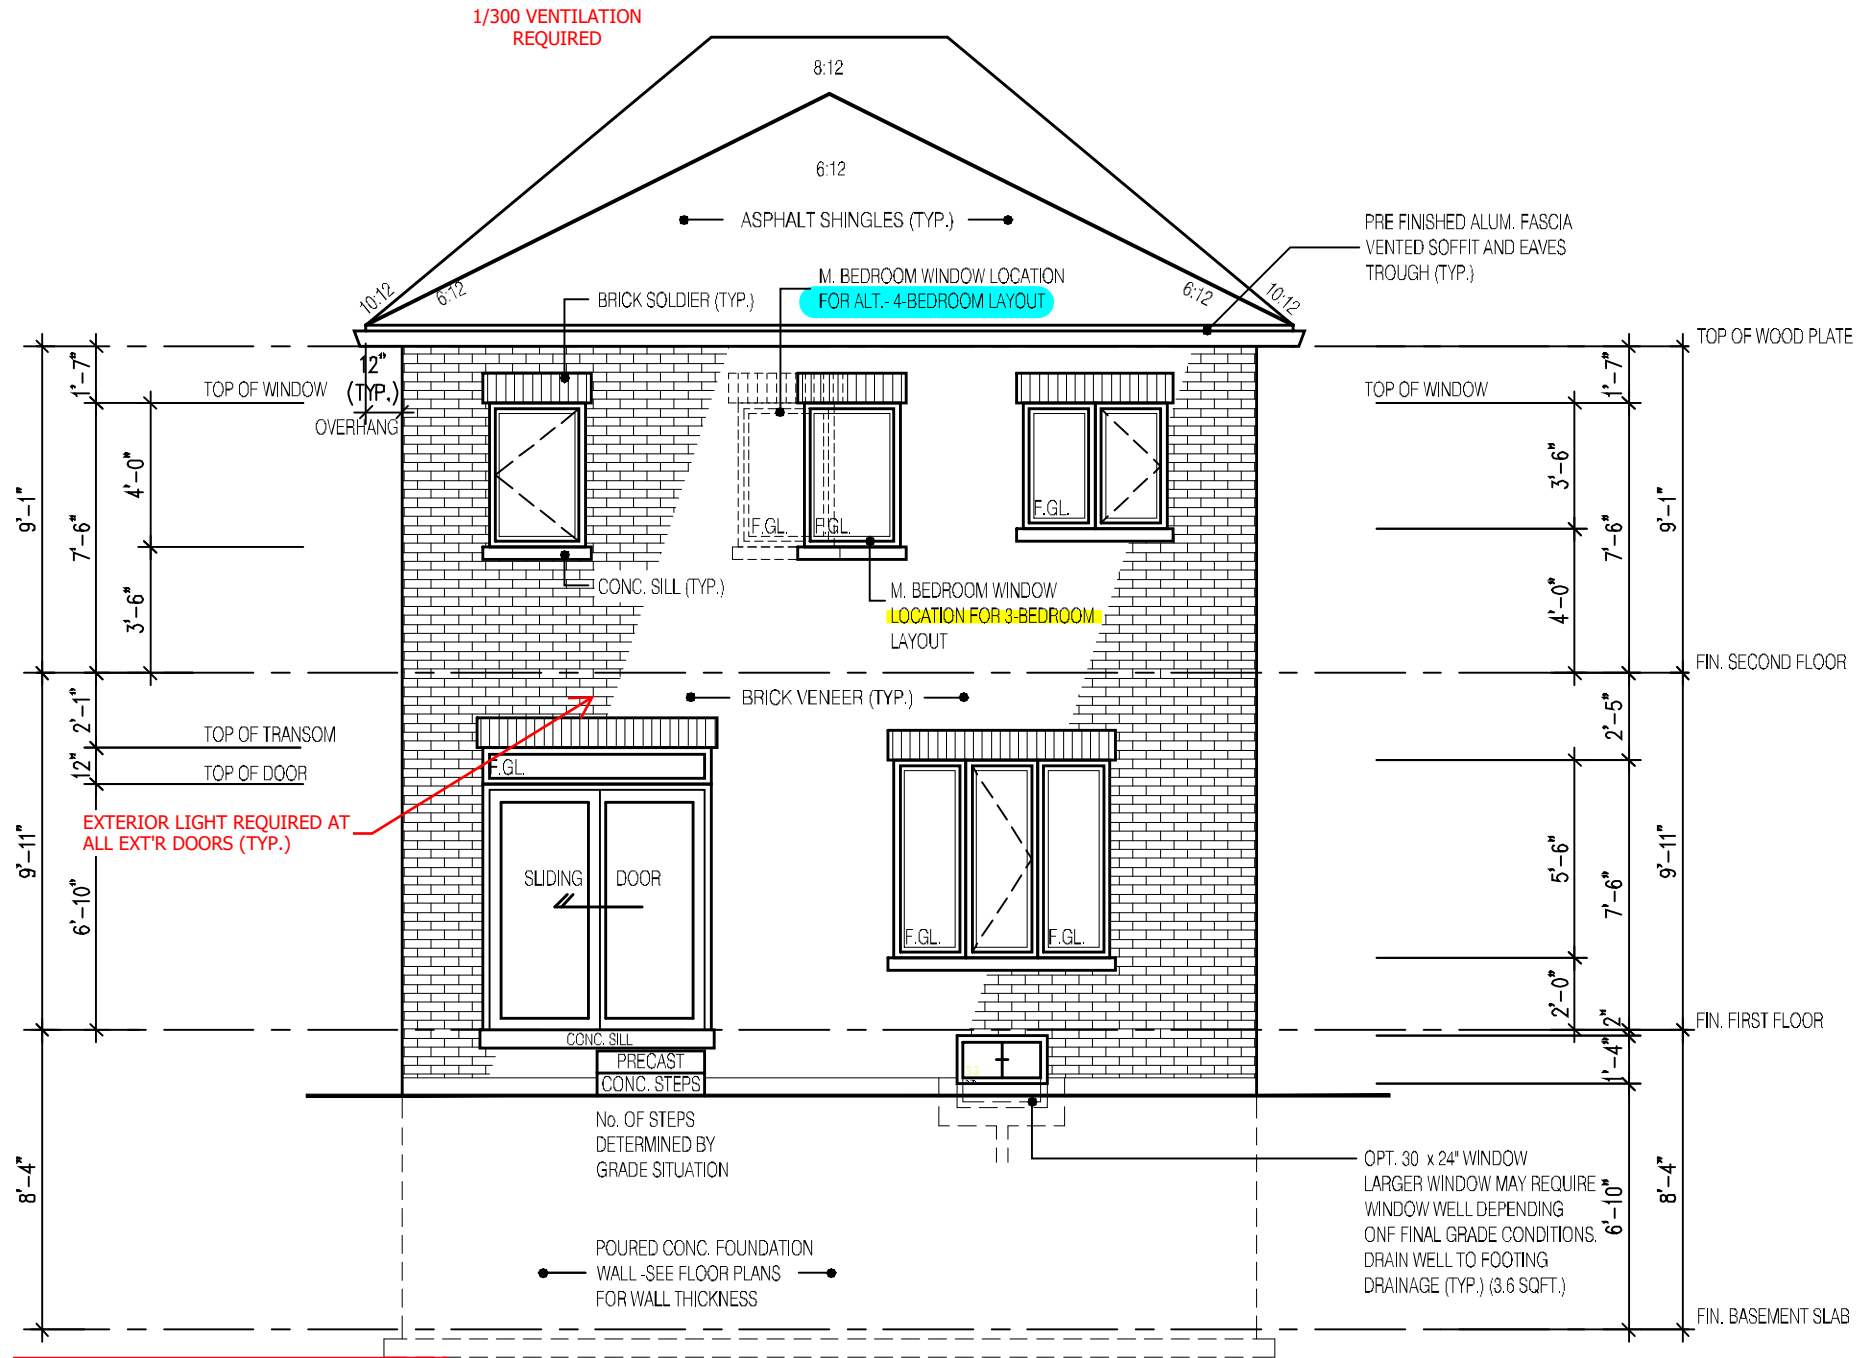 1/300 VENTILATION
REQUIRED
8:12
6:12
ASPHALT SHINGLES (TYP.)
PRE FINISHED ALUM. FASCIA
VENTED SOFFIT AND EAVES
TROUGH (TYP.)
M. BEDROOM WINDOW LOCATION
FOR ALT.- 4-BEDROOM LAYOUT
BRICK SOLDIER (TYP.)
10:12
6:12
6:12
10:12
TOP OF WOOD PLATE
12"
(TYP.)
OVERHANG
TOP OF WINDOW
TOP OF WINDOW
1'-7"
4'-0"
7'-6"
9'-1"
3'-6"
1'-7"
3'-6"
7'-6"
9'-1"
4'-0"
F.GL.
F.GL.
F.GL.
CONC. SILL (TYP.)
M. BEDROOM WINDOW
LOCATION FOR 3-BEDROOM
LAYOUT
FIN. SECOND FLOOR
BRICK VENEER (TYP.)
TOP OF TRANSOM
TOP OF DOOR
2'-1"
12"
9'-11"
6'-10"
2'-5"
5'-6"
7'-6"
9'-11"
2'-0"
2"
F.GL.
EXTERIOR LIGHT REQUIRED AT
ALL EXT'R DOORS (TYP.)
SLIDING DOOR
F.GL.
F.GL.
FIN. FIRST FLOOR
CONC. SILL
PRECAST
CONC. STEPS
1'-4"
No. OF STEPS
DETERMINED BY
GRADE SITUATION
8'-4"
6'-10"
8'-4"
OPT. 30 x 24" WINDOW
LARGER WINDOW MAY REQUIRE
WINDOW WELL DEPENDING
ONF FINAL GRADE CONDITIONS.
DRAIN WELL TO FOOTING
DRAINAGE (TYP.) (3.6 SQFT.)
POURED CONC. FOUNDATION
WALL -SEE FLOOR PLANS
FOR WALL THICKNESS
FIN. BASEMENT SLAB